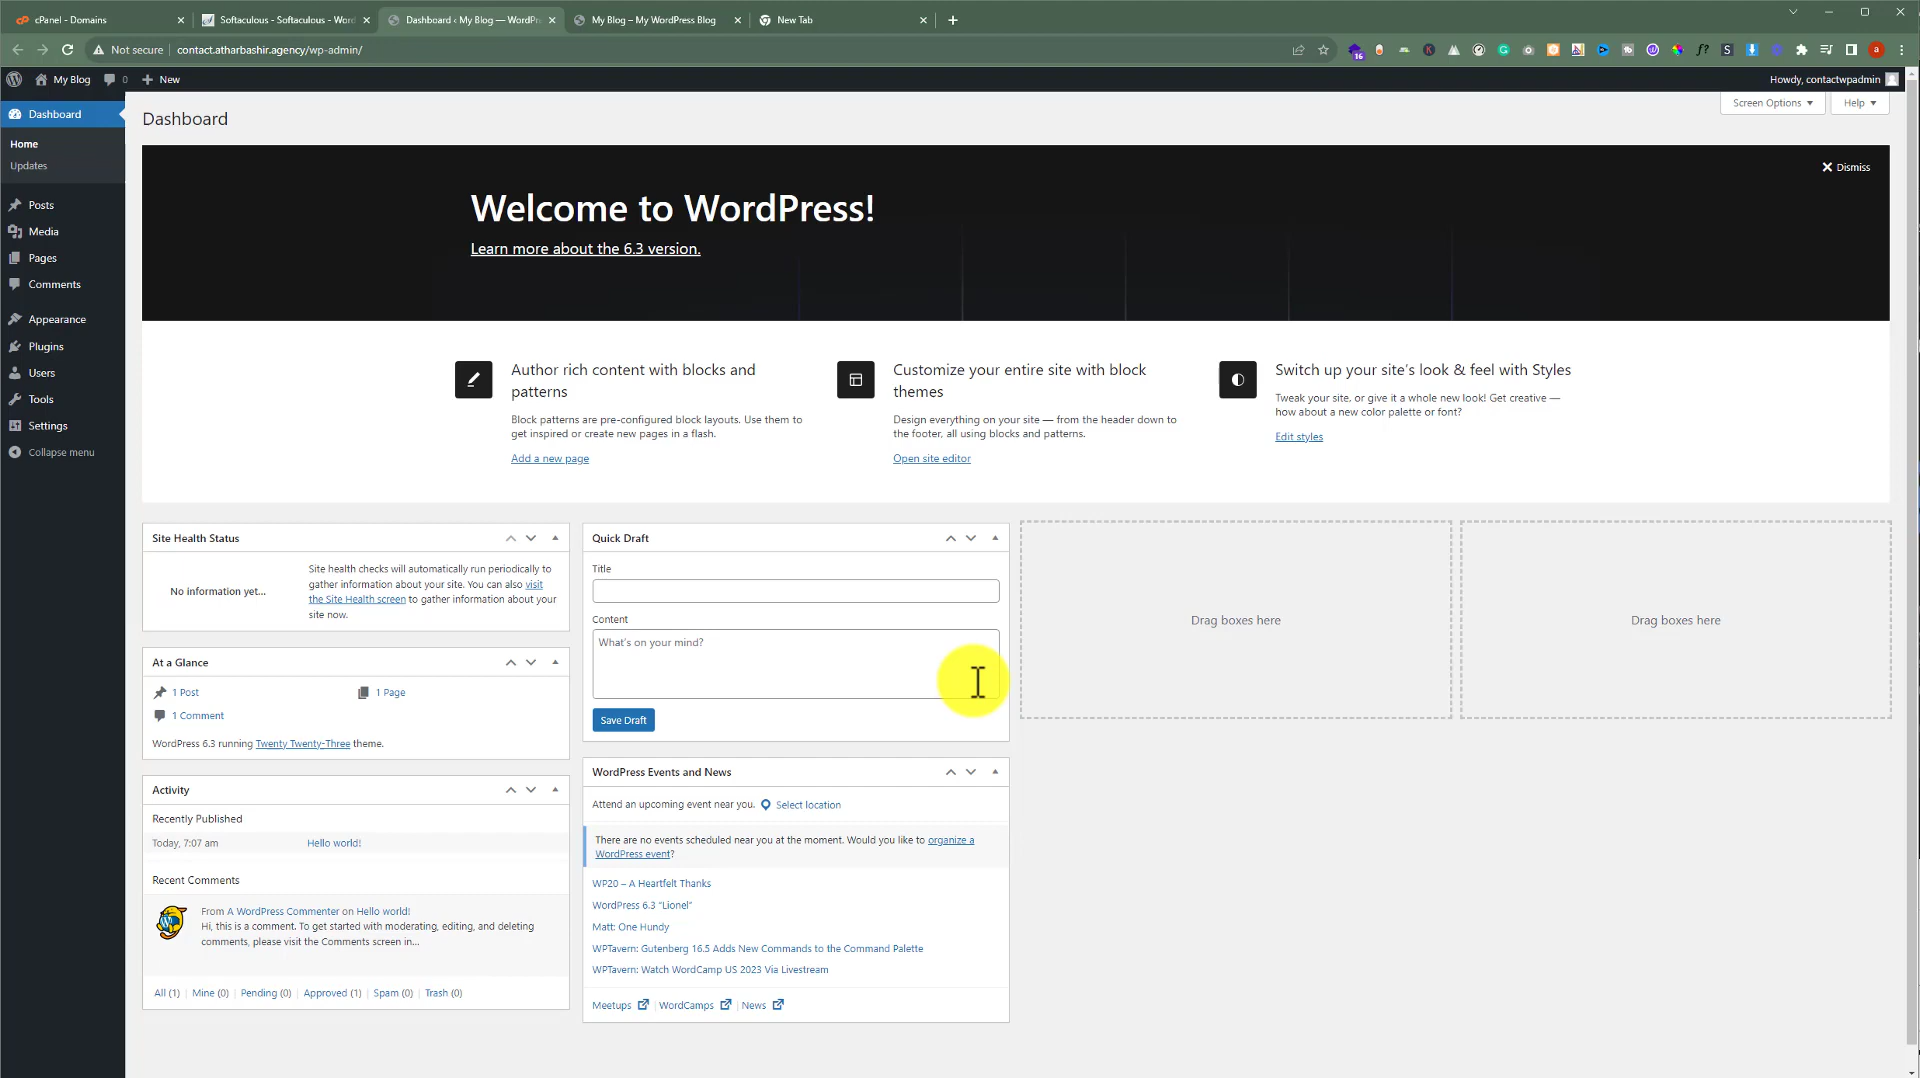 cPanel - Domains
Softaculous - Softaculous - Wor
Dashboard ‹ My Blog — WordPr
My Blog – My WordPress Blog
New Tab
Not secure
contact.atharbashir.agency/wp-admin/
16
a
My Blog
0
New
Howdy, contactwpadmin
Dashboard
Home
Updates
Posts
Media
Pages
Comments
Appearance
Plugins
Users
Tools
Settings
Collapse menu
Dashboard
Screen Options
Help
Dismiss
Welcome to WordPress!
Learn more about the 6.3 version.
Author rich content with blocks and
patterns
Block patterns are pre-configured block layouts. Use them to
get inspired or create new pages in a flash.
Add a new page
Customize your entire site with block
themes
Design everything on your site — from the header down to
the footer, all using blocks and patterns.
Open site editor
Switch up your site's look & feel with Styles
Tweak your site, or give it a whole new look! Get creative —
how about a new color palette or font?
Edit styles
Site Health Status
No information yet...
Site health checks will automatically run periodically to
gather information about your site. You can also visit
the Site Health screen to gather information about your
site now.
At a Glance
1 Post
1 Page
1 Comment
WordPress 6.3 running Twenty Twenty-Three theme.
Activity
Recently Published
Today, 7:07 am
Hello world!
Recent Comments
From A WordPress Commenter on Hello world!
Hi, this is a comment. To get started with moderating, editing, and deleting
comments, please visit the Comments screen in...
All (1) | Mine (0) | Pending (0) | Approved (1) | Spam (0) | Trash (0)
Quick Draft
Title
Content
What's on your mind?
Save Draft
WordPress Events and News
Attend an upcoming event near you. Select location
There are no events scheduled near you at the moment. Would you like to organize a
WordPress event?
WP20 – A Heartfelt Thanks
WordPress 6.3 "Lionel"
Matt: One Hundy
WPTavern: Gutenberg 16.5 Adds New Commands to the Command Palette
WPTavern: Watch WordCamp US 2023 Via Livestream
Meetups | WordCamps | News
Drag boxes here
Drag boxes here